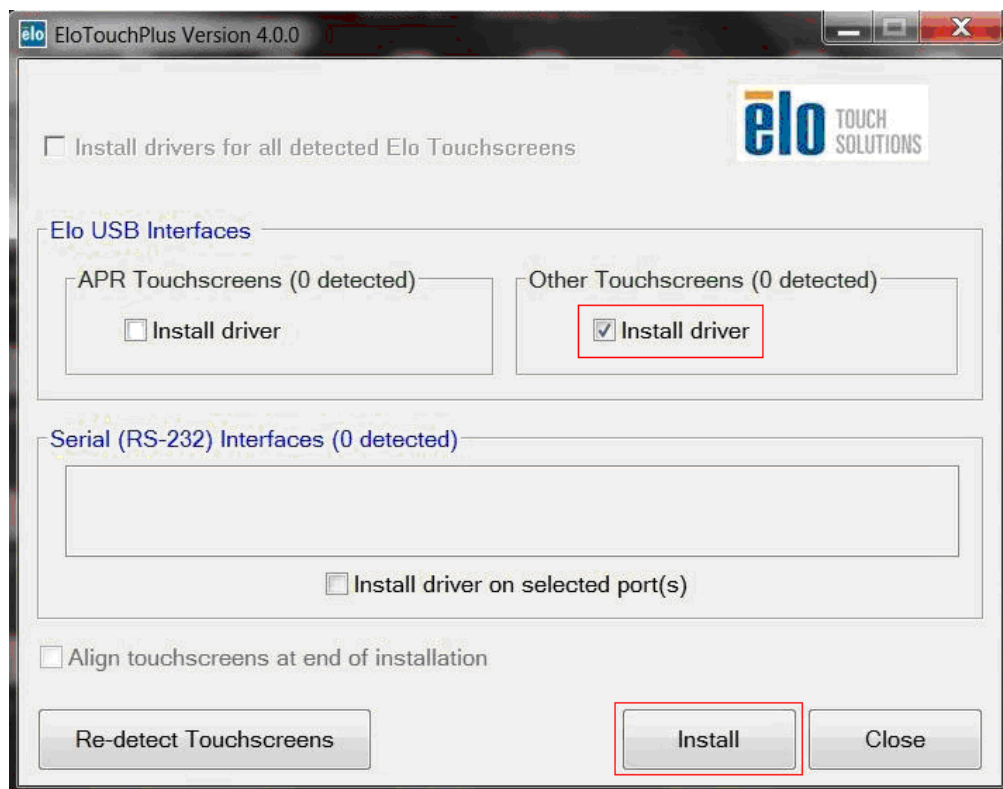 elo EloTouchPlus Version 4.0.0
X
elo TOUCH
SOLUTIONS
Install drivers for all detected Elo Touchscreens
Elo USB Interfaces
APR Touchscreens (0 detected)
Other Touchscreens (0 detected)
Install driver
Install driver
Serial (RS-232) Interfaces (0 detected)
Install driver on selected port(s)
Align touchscreens at end of installation
Re-detect Touchscreens
Install
Close